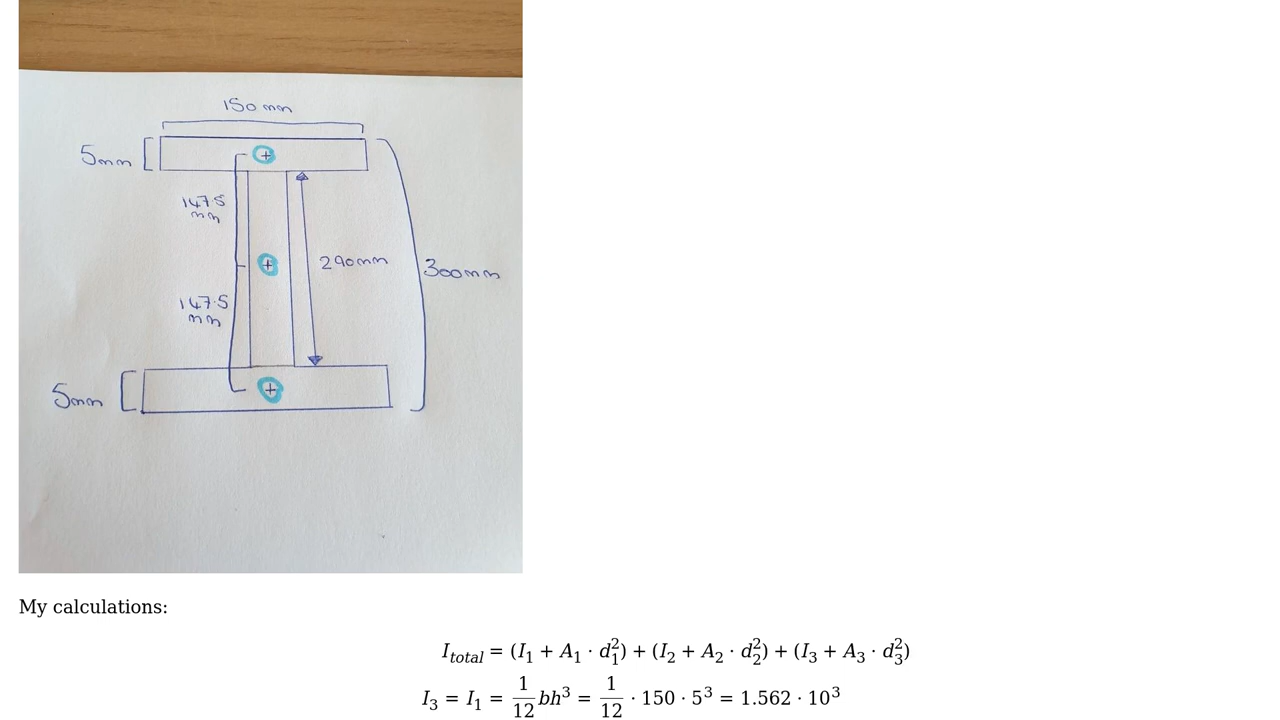 150 mm
5mm
147.5
mm
290mm
300mm
147.5
mm
5mm
My calculations:
I_total = (I_1 + A_1 · d_1^2) + (I_2 + A_2 · d_2^2) + (I_3 + A_3 · d_3^2)
I_3 = I_1 = 1/12 bh^3 = 1/12 · 150 · 5^3 = 1.562 · 10^3